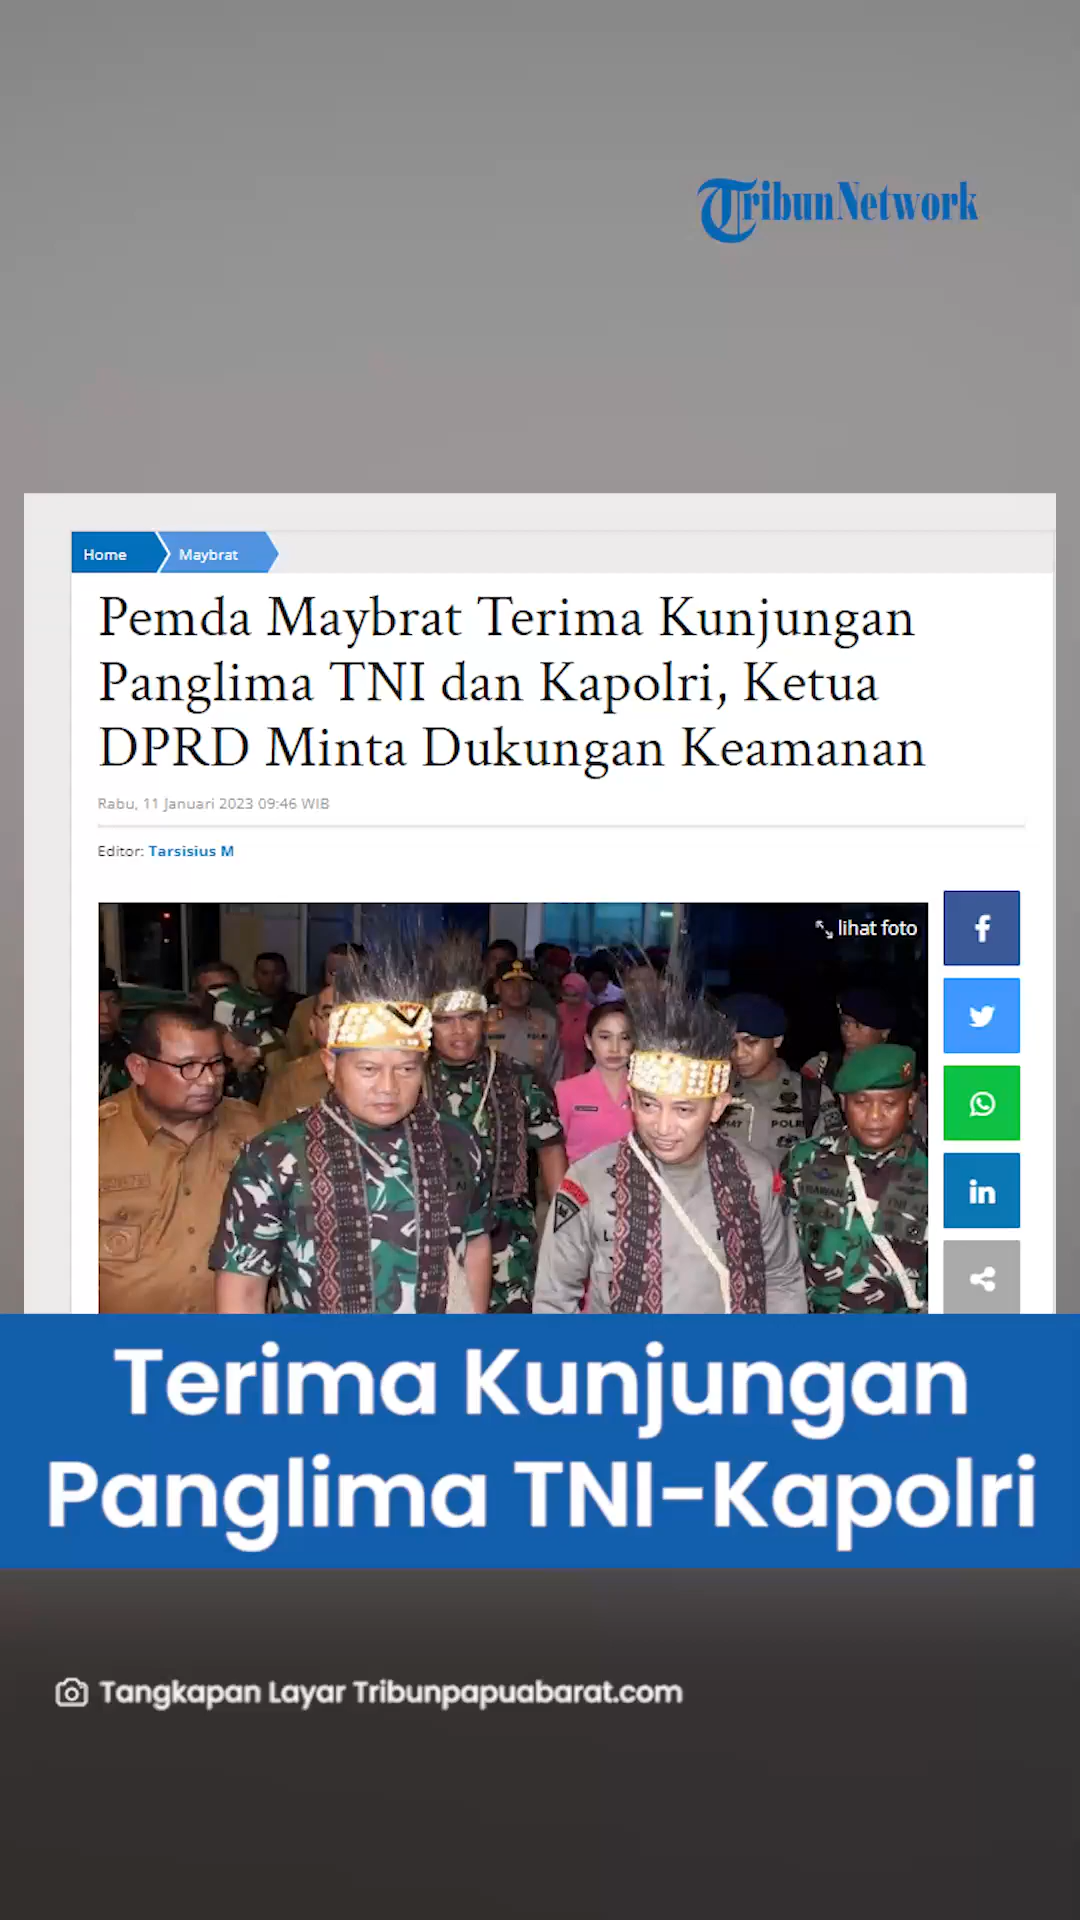 TribunNetwork
Home
Maybrat
Pemda Maybrat Terima Kunjungan
Panglima TNI dan Kapolri, Ketua
DPRD Minta Dukungan Keamanan
Rabu, 11 Januari 2023 09:46 WIB
Editor: Tarsisius M
lihat foto
Terima Kunjungan
Panglima TNI-Kapolri
Tangkapan Layar Tribunpapuabarat.com